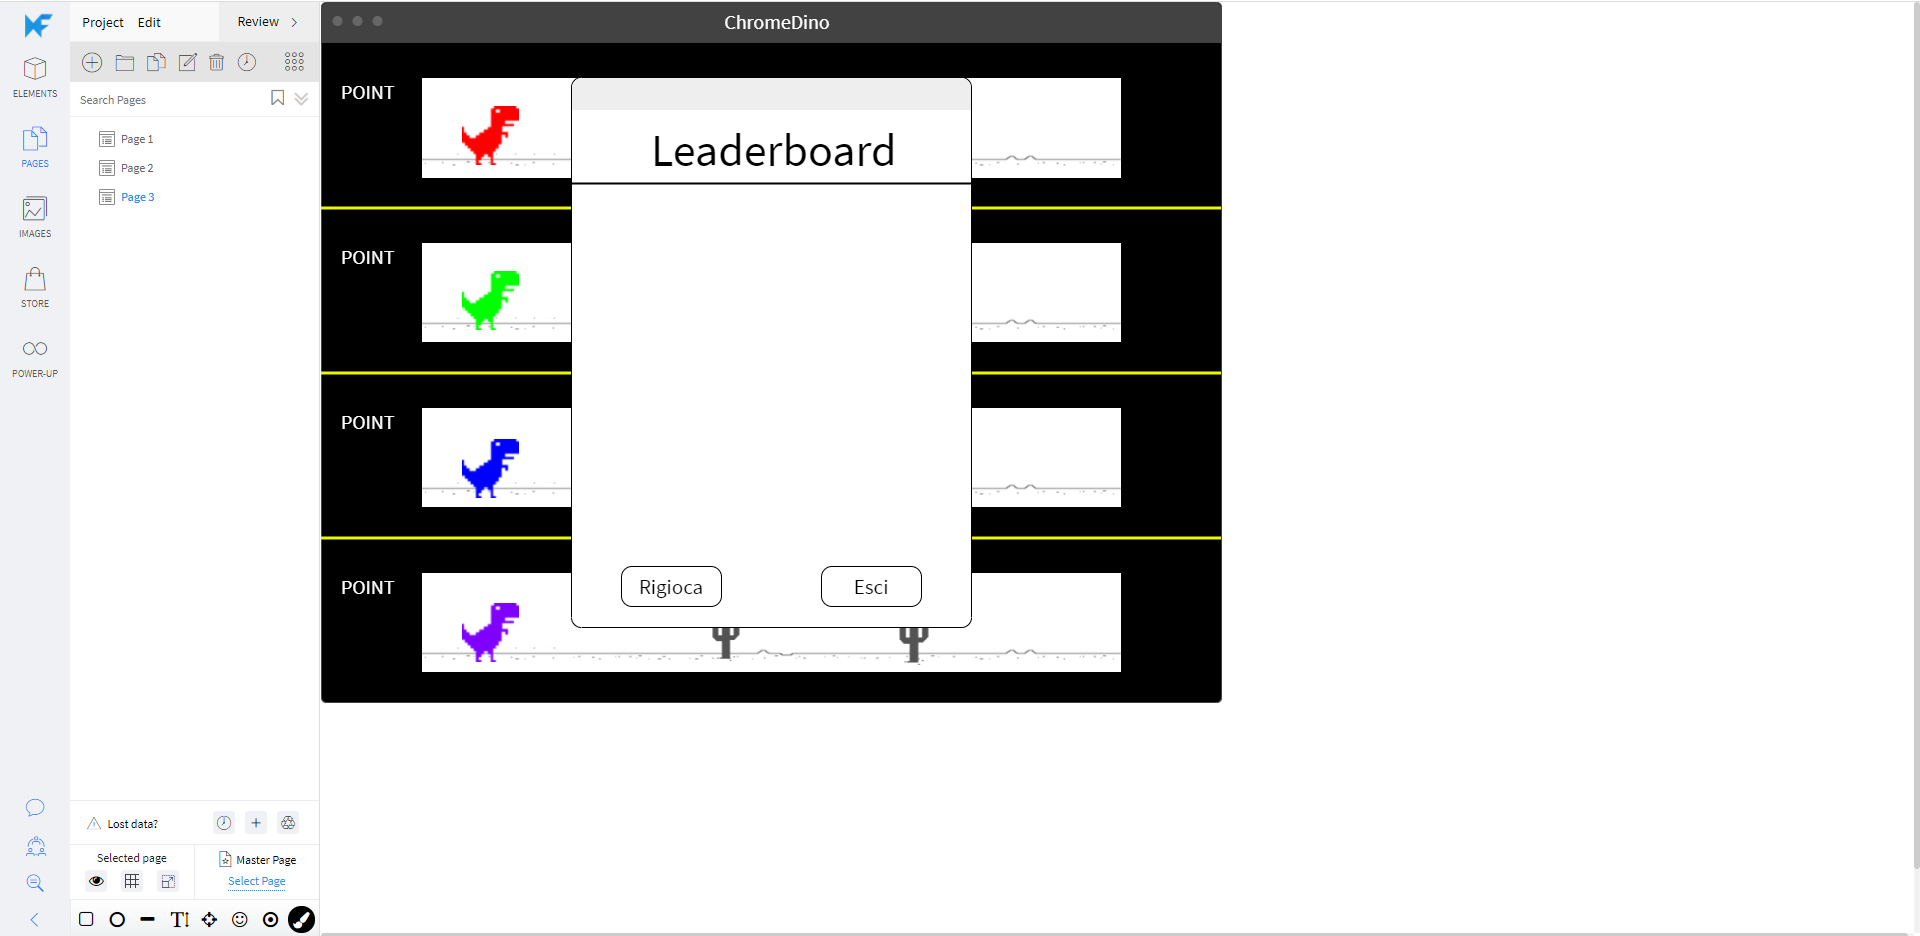 Project Edit Review
ELEMENTS
Search Pages
Page 1
Page 2
Page 3
PAGES
IMAGES
STORE
POWER-UP
Lost data?
Selected page
Master Page
Select Page
ChromeDino
POINT
Leaderboard
POINT
POINT
POINT
Rigioca Esci